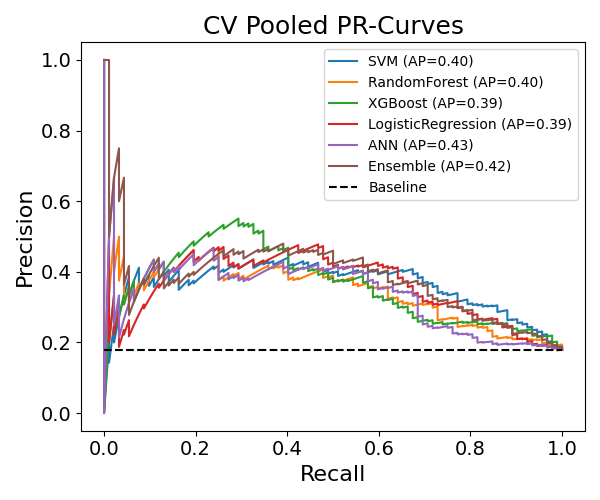 CV Pooled PR-Curves
1.0
0.8
0.6
0.4
0.2
0.0
Precision
SVM (AP=0.40)
RandomForest (AP=0.40)
XGBoost (AP=0.39)
LogisticRegression (AP=0.39)
ANN (AP=0.43)
Ensemble (AP=0.42)
Baseline
0.0 0.2 0.4 0.6 0.8 1.0
Recall